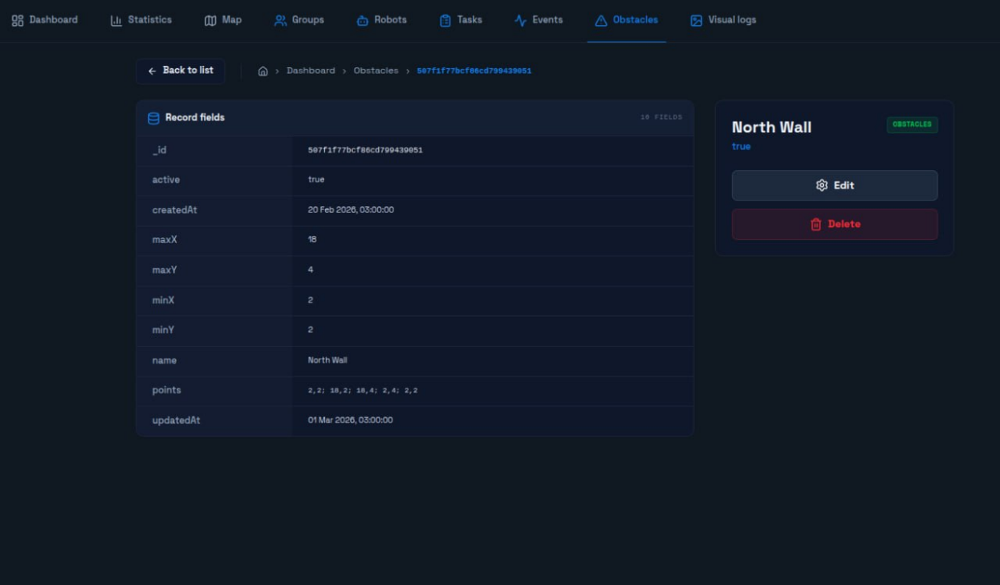 Dashboard Statistics Map Groups Robots Tasks Events Obstacles Visual logs
← Back to list Dashboard > Obstacles > 507f1f77bcf86cd799439051
Record fields 10 FIELDS
_id 507f1f77bcf86cd799439051
active true
createdAt 20 Feb 2026, 03:00:00
maxX 18
maxY 4
minX 2
minY 2
name North Wall
points 2,2; 18,2; 18,4; 2,4; 2,2
updatedAt 01 Mar 2026, 03:00:00
North Wall OBSTACLES
true
Edit
Delete